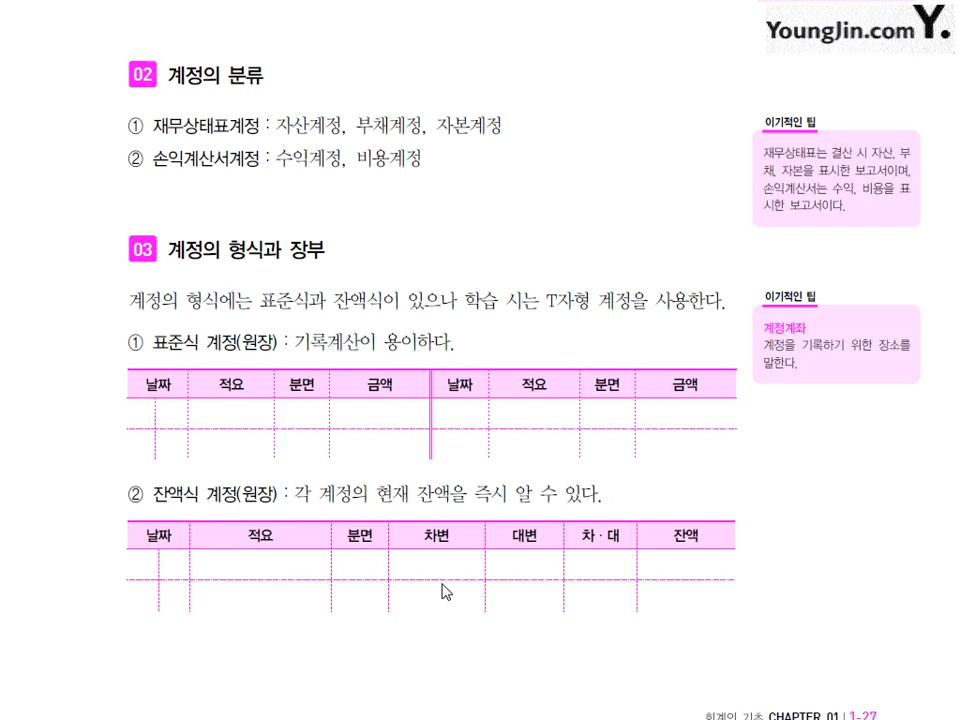 YoungJin.com Y.
02 계정의 분류
① 재무상태표계정 : 자산계정, 부채계정, 자본계정
② 손익계산서계정 : 수익계정, 비용계정
이기적인 팁
재무상태표는 결산 시 자산, 부
채, 자본을 표시한 보고서이며,
손익계산서는 수익, 비용을 표
시한 보고서이다.
03 계정의 형식과 장부
계정의 형식에는 표준식과 잔액식이 있으나 학습 시는 T자형 계정을 사용한다.
① 표준식 계정(원장) : 기록계산이 용이하다.
이기적인 팁
계정계좌
계정을 기록하기 위한 장소를
말한다.
날짜 적요 분면 금액 날짜 적요 분면 금액
② 잔액식 계정(원장) : 각 계정의 현재 잔액을 즉시 알 수 있다.
날짜 적요 분면 차변 대변 차 · 대 잔액
회계의 기초 CHAPTER 01 | 1-27